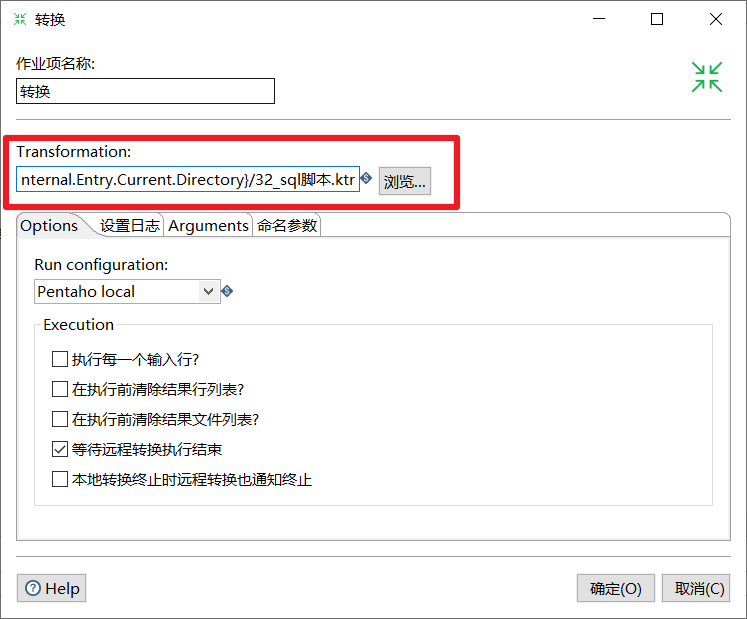 转换
作业项名称:
转换
Transformation:
nternal.Entry.Current.Directory}/32_sql脚本.ktr
浏览...
Options 设置日志 Arguments 命名参数
Run configuration:
Pentaho local
Execution
执行每一个输入行?
在执行前清除结果行列表?
在执行前清除结果文件列表?
等待远程转换执行结束
本地转换终止时远程转换也通知终止
Help 确定(O) 取消(C)